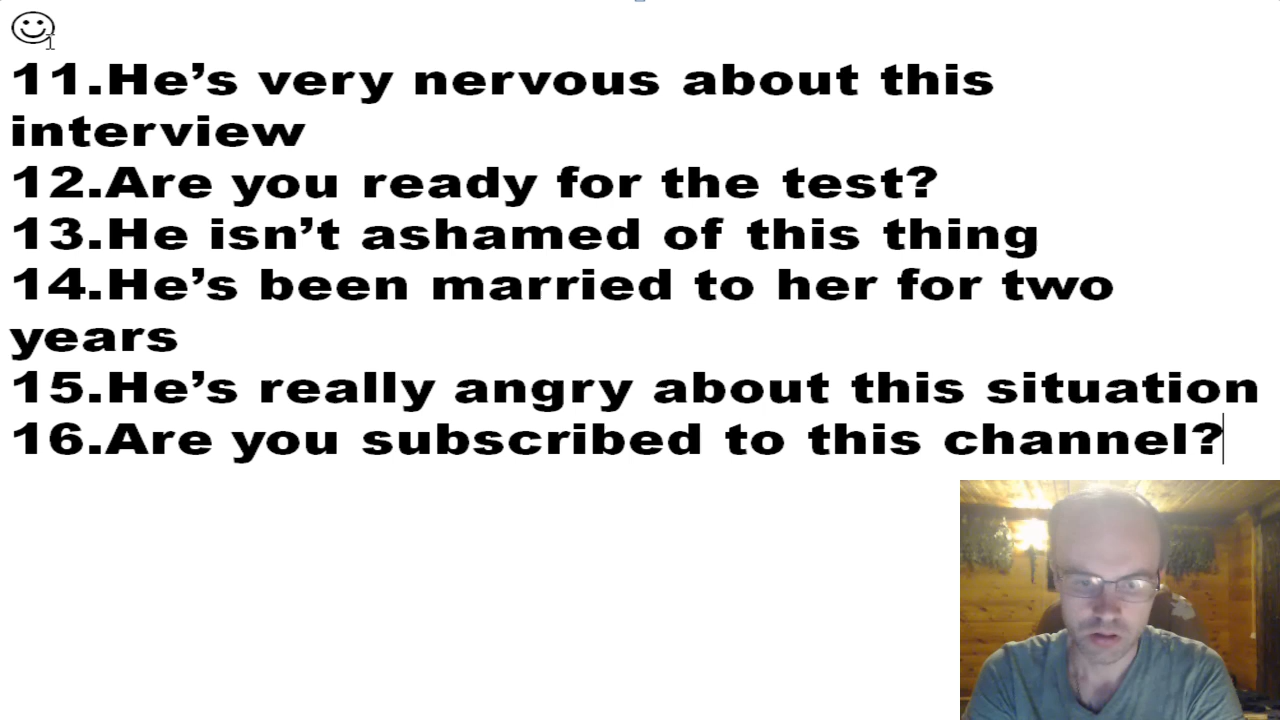 11.He’s very nervous about this
interview
12.Are you ready for the test?
13.He isn’t ashamed of this thing
14.He’s been married to her for two
years
15.He’s really angry about this situation
16.Are you subscribed to this channel?